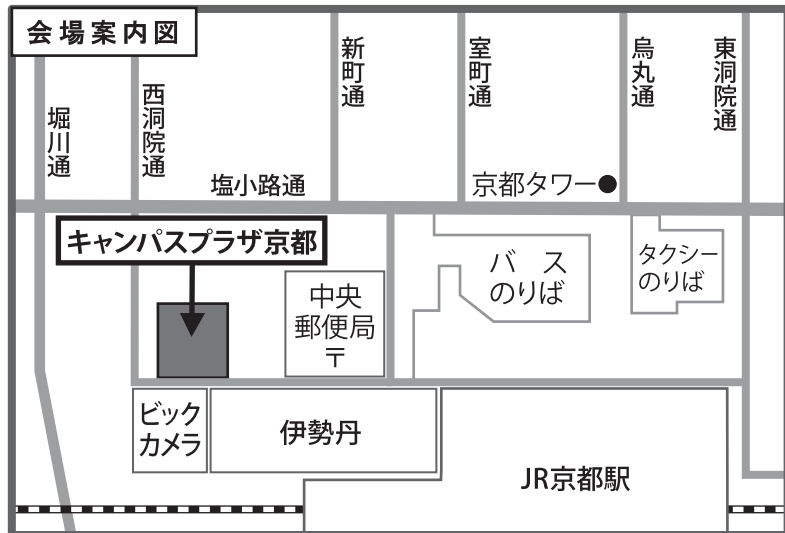 会場案内図
堀川通
西洞院通
新町通
室町通
烏丸通
東洞院通
塩小路通
京都タワー●
キャンパスプラザ京都
中央
郵便局
〒
バス
のりば
タクシー
のりば
ビック
カメラ
伊勢丹
JR京都駅